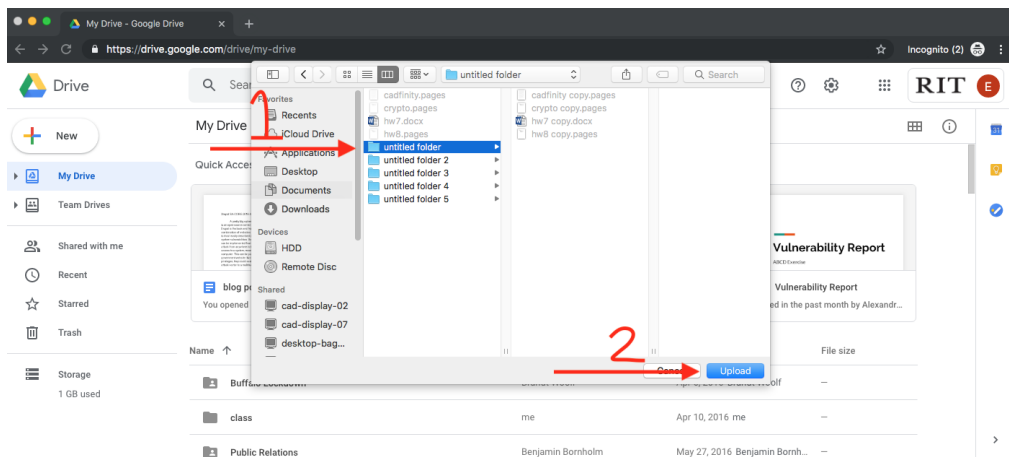 My Drive - Google Drive
https://drive.google.com/drive/my-drive
Incognito (2)
Drive
Sear
untitled folder
Search
RIT
E
New
My Drive
Team Drives
Shared with me
Recent
Starred
Trash
Storage
1 GB used
My Drive
Quick Acces
blog
You opened
Favorites
Recents
iCloud Drive
Applications
Desktop
Documents
Downloads
Devices
HDD
Remote Disc
Shared
cad-display-02
cad-display-07
desktop-bag...
1
cadfinity.pages
crypto.pages
hw7.docx
hw8.pages
untitled folder
untitled folder 2
untitled folder 3
untitled folder 4
untitled folder 5
cadfinity copy.pages
crypto copy.pages
hw7 copy.docx
hw8 copy.pages
2
Upload
Vulnerability Report
ABCD Exercise
Vulnerability Report
ed in the past month by Alexandr...
31
Name
File size
Buffalo Lockdown
–
class
me
Apr 10, 2016 me
–
Public Relations
Benjamin Bornholm
May 27, 2016 Benjamin Bornh...
–